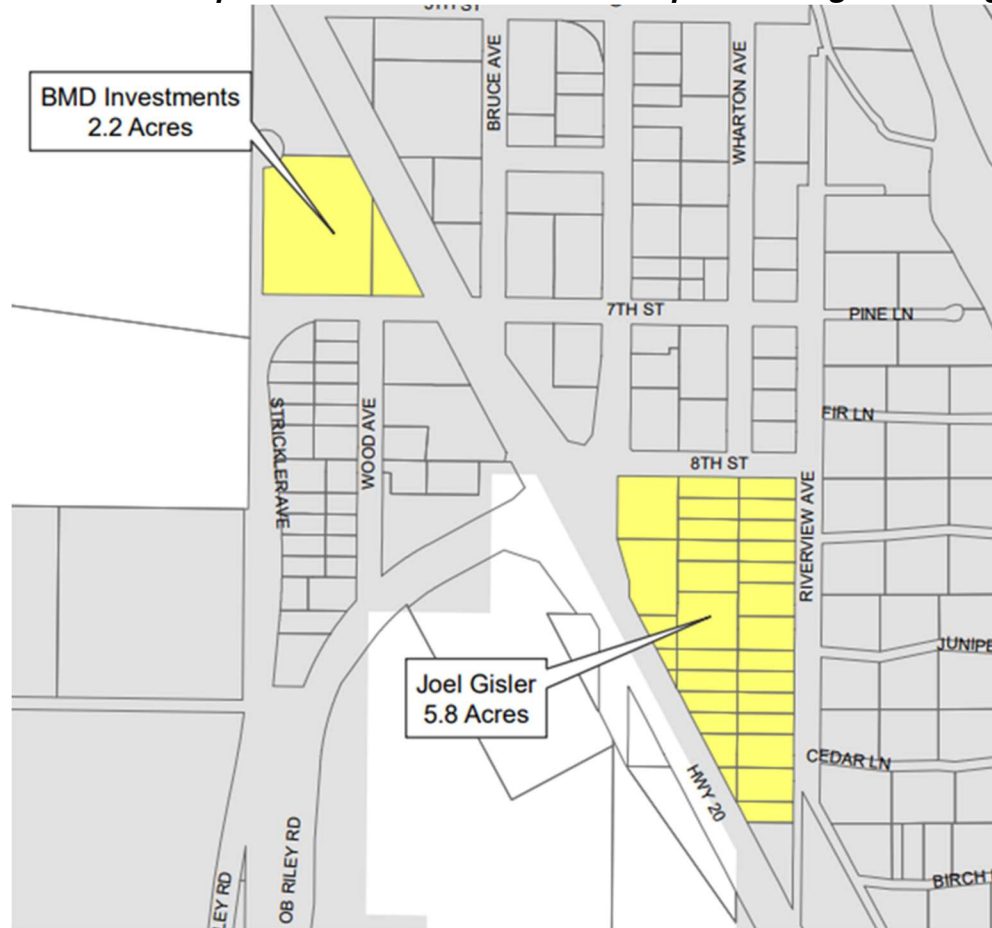 BRUCE AVE
WHARTON AVE
BMD Investments
2.2 Acres
7TH ST
PINE LN
FIR LN
STRICKLER AVE
WOOD AVE
8TH ST
RIVERVIEW AVE
Joel Gisler
5.8 Acres
HWY 20
CEDAR LN
OB RILEY RD